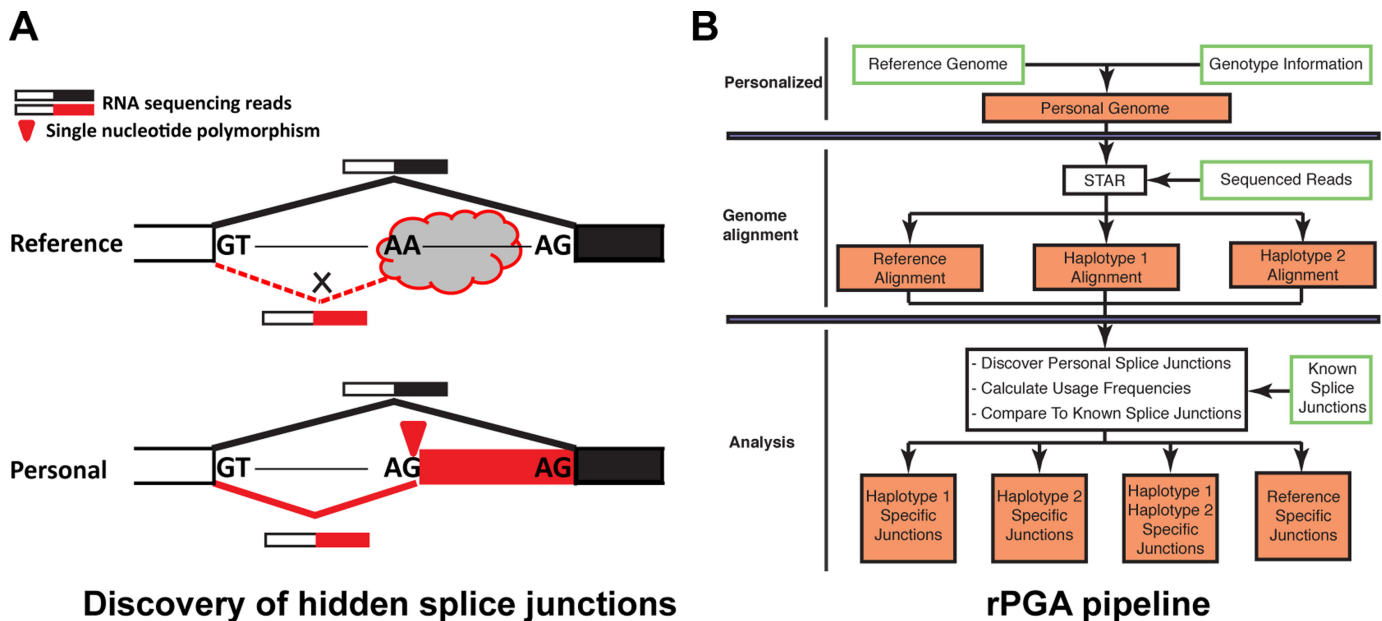 A
RNA sequencing reads
Single nucleotide polymorphism
Reference
GT
AA
AG
X
Personal
GT
AG
AG
Discovery of hidden splice junctions
B
Personalized
Reference Genome
Genotype Information
Personal Genome
Genome
alignment
STAR
Sequenced Reads
Reference
Alignment
Haplotype 1
Alignment
Haplotype 2
Alignment
Analysis
- Discover Personal Splice Junctions
- Calculate Usage Frequencies
- Compare To Known Splice Junctions
Known
Splice
Junctions
Haplotype 1
Specific
Junctions
Haplotype 2
Specific
Junctions
Haplotype 1
Haplotype 2
Specific
Junctions
Reference
Specific
Junctions
rPGA pipeline